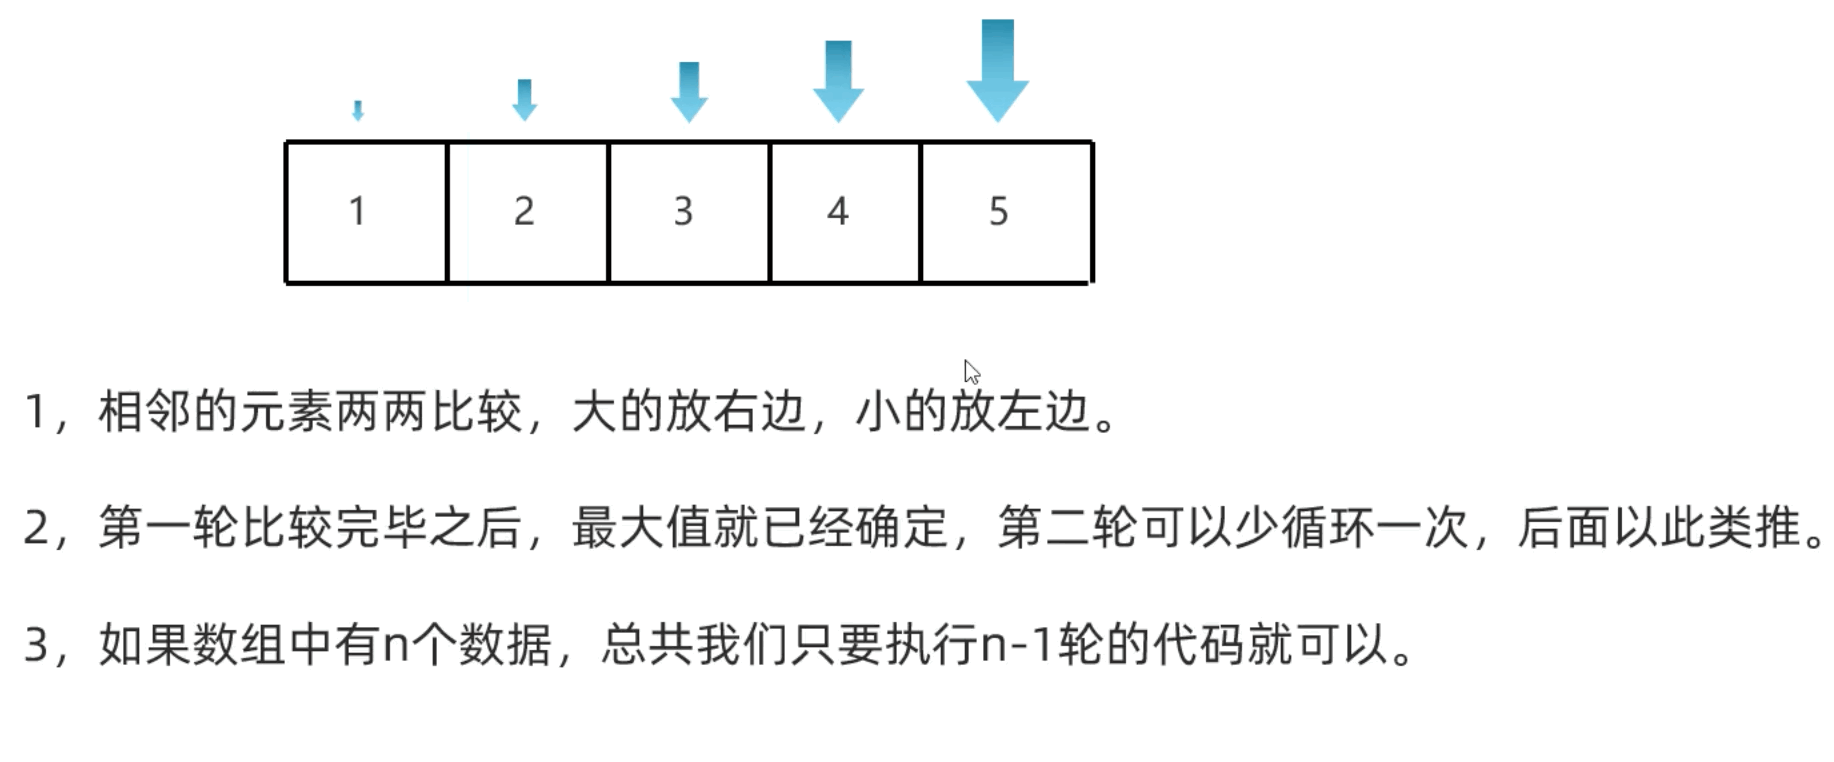 1 2 3 4 5
1，相邻的元素两两比较，大的放右边，小的放左边。
2，第一轮比较完毕之后，最大值就已经确定，第二轮可以少循环一次，后面以此类推。
3，如果数组中有n个数据，总共我们只要执行n-1轮的代码就可以。